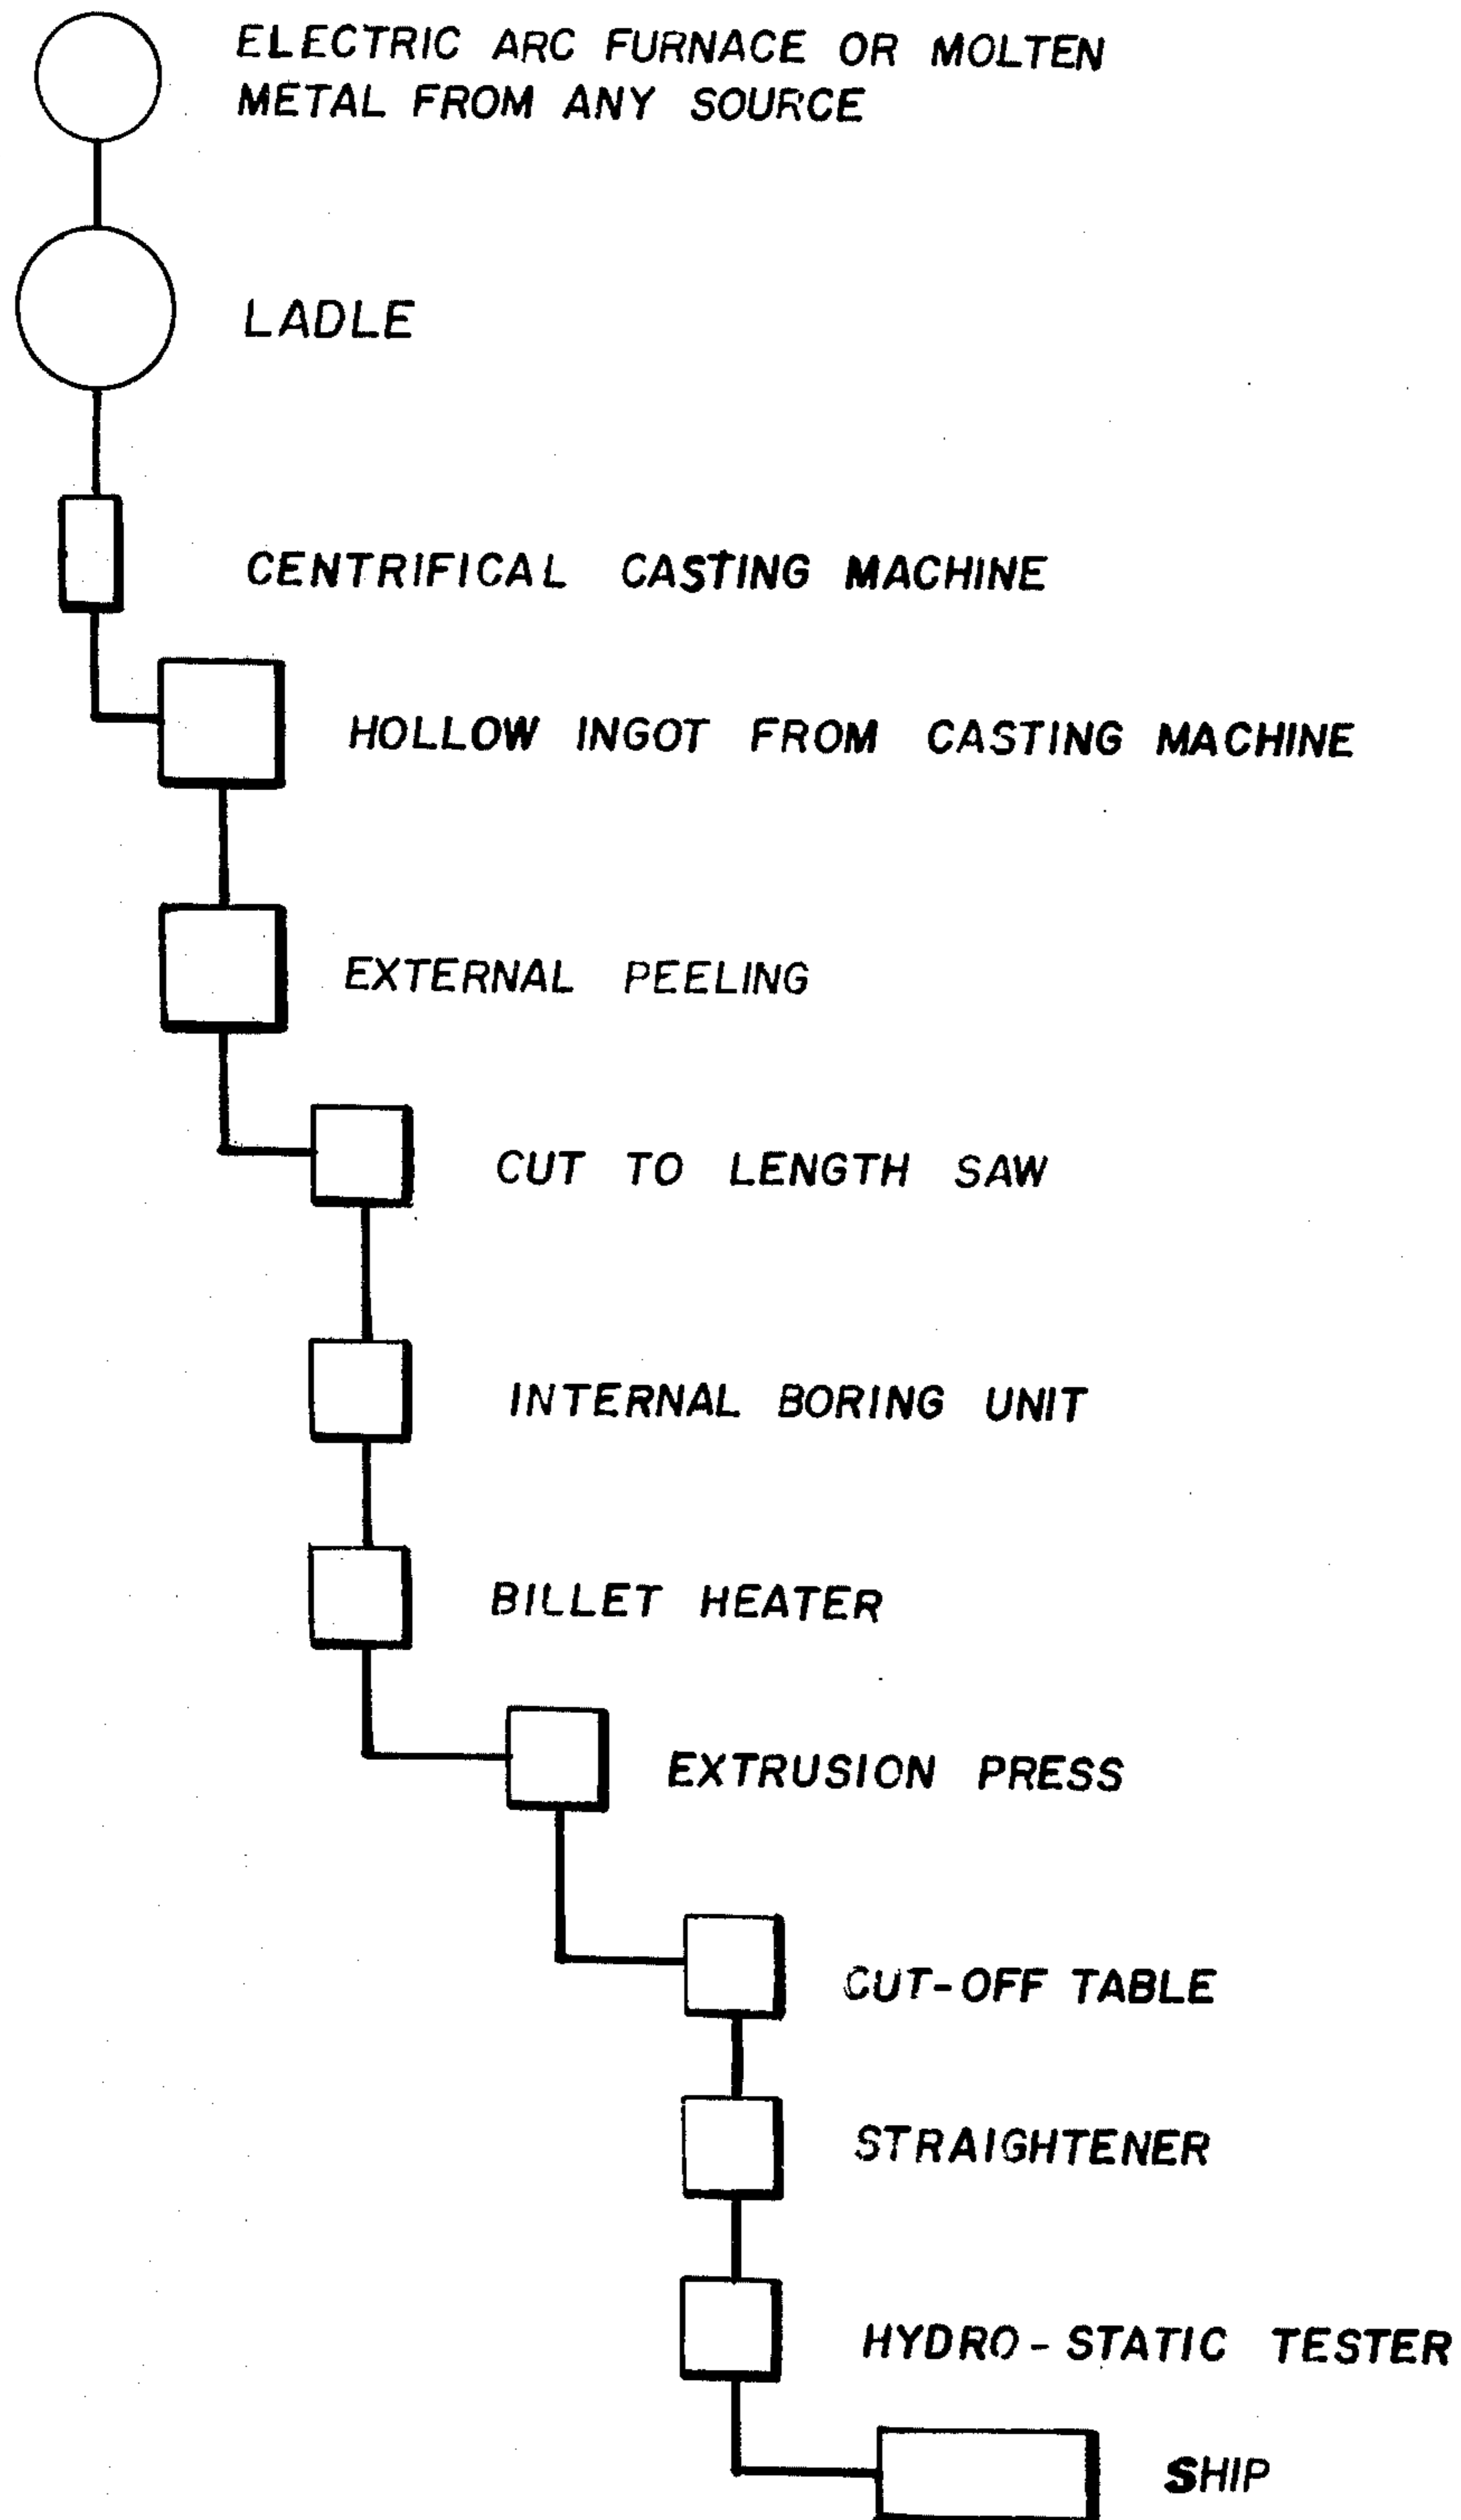 ELECTRIC ARC FURNACE OR MOLTEN
METAL FROM ANY SOURCE
LADLE
CENTRIFICAL CASTING MACHINE
HOLLOW INGOT FROM CASTING MACHINE
EXTERNAL PEELING
CUT TO LENGTH SAW
INTERNAL BORING UNIT
BILLET HEATER
EXTRUSION PRESS
CUT-OFF TABLE
STRAIGHTENER
HYDRO-STATIC TESTER
SHIP